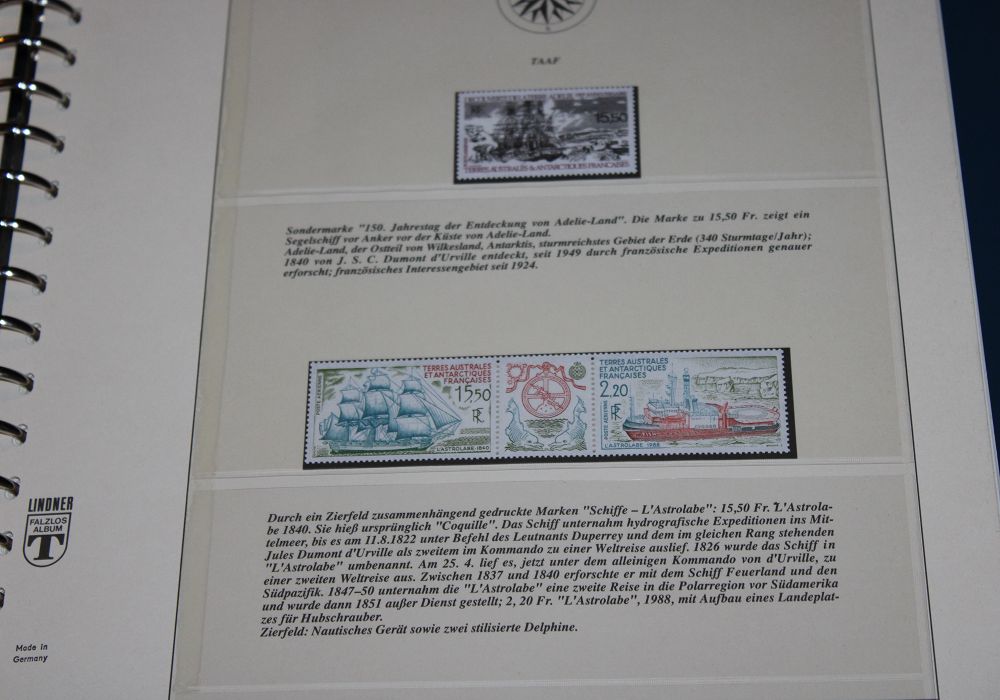 TAAF
15,50
TERRES AUSTRALES & ANTARCTIQUES FRANÇAISES
Sondermarke "150. Jahrestag der Entdeckung von Adelie-Land". Die Marke zu 15,50 Fr. zeigt ein
Segelschiff vor Anker vor der Küste von Adelie-Land.
Adelie-Land, der Ostteil von Wilkesland, Antarktis, sturmreichstes Gebiet der Erde (340 Sturmtage/Jahr);
1840 von J. S. C. Dumont d'Urville entdeckt, seit 1949 durch französische Expeditionen genauer
erforscht; französisches Interessengebiet seit 1924.
POSTE AERIENNE
TERRES AUSTRALES
ET ANTARCTIQUES
FRANÇAISES
15,50
RF
L'ASTROLABE 1840
TERRES AUSTRALES
ET ANTARCTIQUES
FRANÇAISES
2,20
RF
POSTE AERIENNE
L'ASTROLABE 1988
Durch ein Zierfeld zusammenhängend gedruckte Marken "Schiffe – L'Astrolabe": 15,50 Fr. L'Astrola-
be 1840. Sie hieß ursprünglich "Coquille". Das Schiff unternahm hydrografische Expeditionen ins Mit-
telmeer, bis es am 11.8.1822 unter Befehl des Leutnants Duperrey und dem im gleichen Rang stehenden
Jules Dumont d'Urville als zweitem im Kommando zu einer Weltreise auslief. 1826 wurde das Schiff in
"L'Astrolabe" umbenannt. Am 25. 4. lief es, jetzt unter dem alleinigen Kommando von d'Urville, zu
einer zweiten Weltreise aus. Zwischen 1837 und 1840 erforschte er mit dem Schiff Feuerland und den
Südpazifik. 1847-50 unternahm die "L'Astrolabe" eine zweite Reise in die Polarregion vor Südamerika
und wurde dann 1851 außer Dienst gestellt; 2, 20 Fr. "L'Astrolabe", 1988, mit Aufbau eines Landeplat-
zes für Hubschrauber.
Zierfeld: Nautisches Gerät sowie zwei stilisierte Delphine.
LINDNER
FALZLOS
ALBUM
T
Made in
Germany